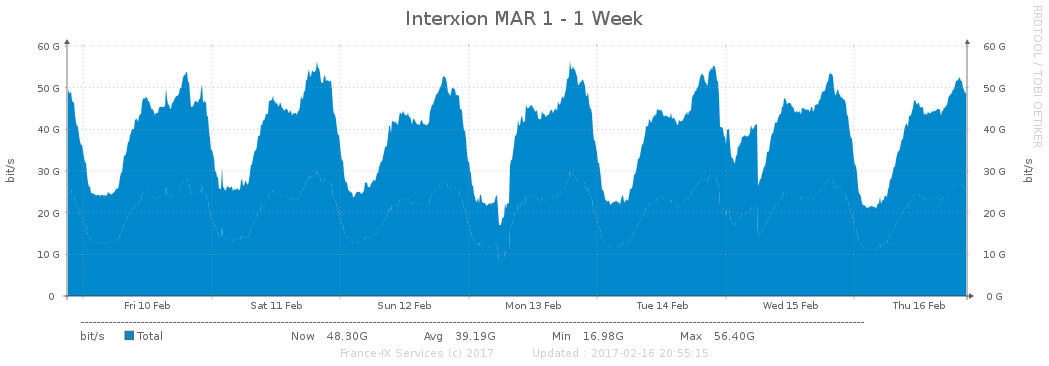 Interxion MAR 1 - 1 Week
RRDTOOL / TOBI OETIKER
bit/s
60 G
50 G
40 G
30 G
20 G
10 G
0
60 G
50 G
40 G
30 G
20 G
10 G
0 G
bit/s
Fri 10 Feb Sat 11 Feb Sun 12 Feb Mon 13 Feb Tue 14 Feb Wed 15 Feb Thu 16 Feb
bit/s Total Now 48.30G Avg 39.19G Min 16.98G Max 56.40G
France-IX Services (c) 2017 Updated : 2017-02-16 20:55:15